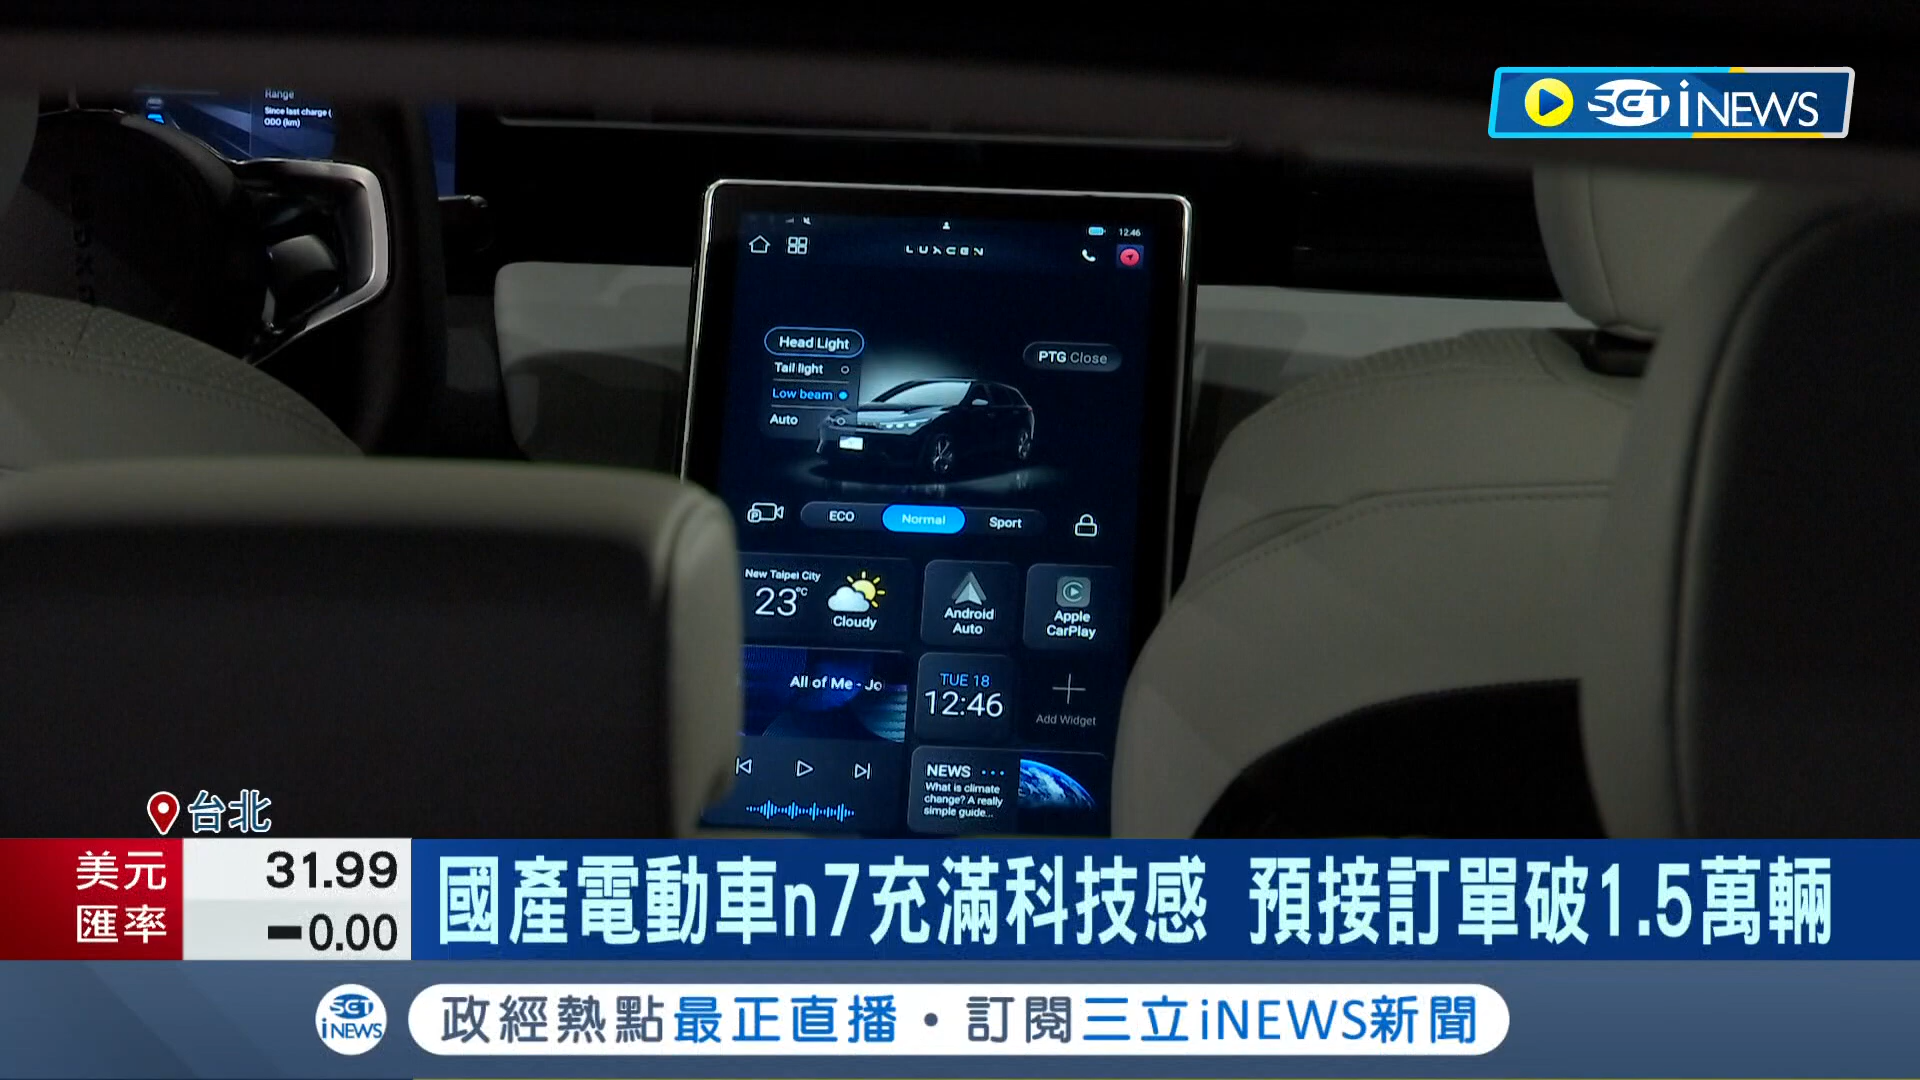 Range
Since last charge (
ODO (km)
SET iNEWS
12:46
LUXGEN
Head Light
Tail light
Low beam
Auto
PTG Close
ECO
Normal
Sport
New Taipei City
23°C
Cloudy
Android
Auto
Apple
CarPlay
All of Me - Jo
TUE 18
12:46
Add Widget
NEWS
What is climate
change? A really
simple guide...
台北
美元
匯率
31.99
-0.00
國產電動車n7充滿科技感 預接訂單破1.5萬輛
SET
iNEWS
政經熱點最正直播・訂閱三立iNEWS新聞